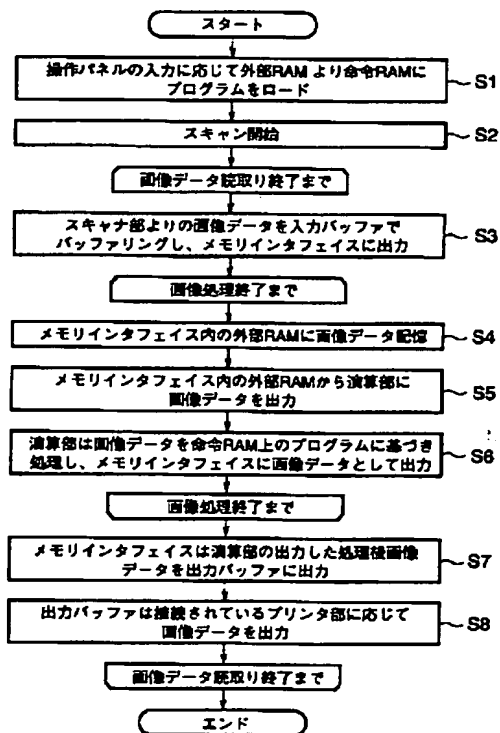 スタート
操作パネルの入力に応じて外部RAMより命令RAMに
プログラムをロード
S1
スキャン開始
S2
画像データ読取り終了まで
スキャナ部よりの画像データを入力バッファで
バッファリングし、メモリインタフェイスに出力
S3
画像処理終了まで
メモリインタフェイス内の外部RAMに画像データ記憶
S4
メモリインタフェイス内の外部RAMから演算部に
画像データを出力
S5
演算部は画像データを命令RAM上のプログラムに基づき
処理し、メモリインタフェイスに画像データとして出力
S6
画像処理終了まで
メモリインタフェイスは演算部の出力した処理後画像
データを出力バッファに出力
S7
出力バッファは接続されているプリンタ部に応じて
画像データを出力
S8
画像データ読取り終了まで
エンド